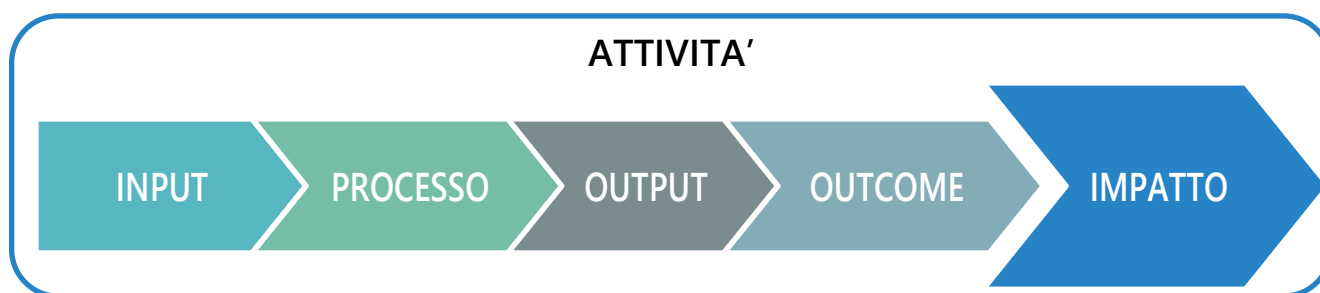 ATTIVITA’
INPUT
PROCESSO
OUTPUT
OUTCOME
IMPATTO